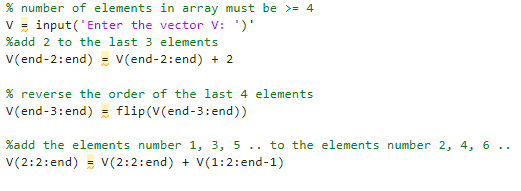 % number of elements in array must be >= 4
V = input('Enter the vector V: ')'
%add 2 to the last 3 elements
V(end-2:end) = V(end-2:end) + 2
% reverse the order of the last 4 elements
V(end-3:end) = flip(V(end-3:end))
%add the elements number 1, 3, 5 .. to the elements number 2, 4, 6 ..
V(2:2:end) = V(2:2:end) + V(1:2:end-1)